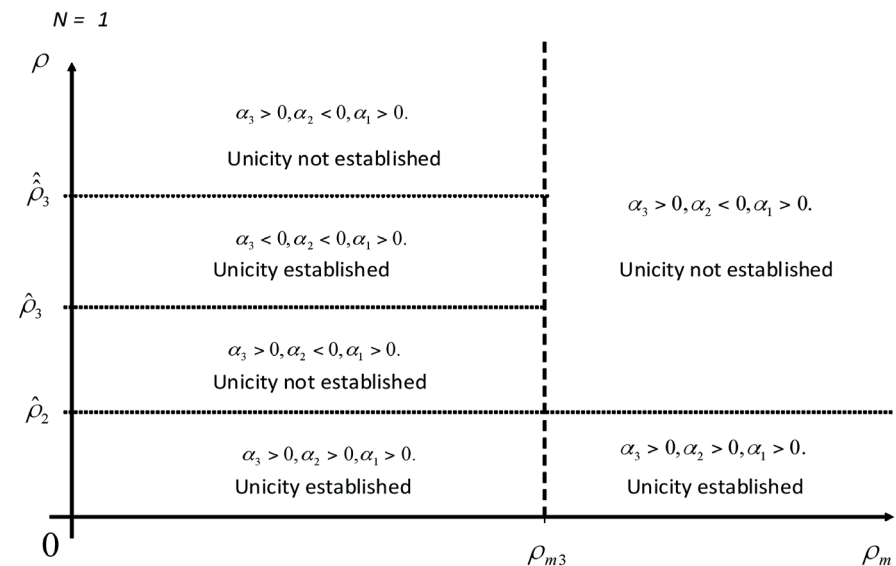 N = 1
ρ
α₃ > 0, α₂ < 0, α₁ > 0.
Unicity not established
ρ̂̂₃
α₃ > 0, α₂ < 0, α₁ > 0.
α₃ < 0, α₂ < 0, α₁ > 0.
Unicity established
Unicity not established
ρ̂₃
α₃ > 0, α₂ < 0, α₁ > 0.
Unicity not established
ρ̂₂
α₃ > 0, α₂ > 0, α₁ > 0.
α₃ > 0, α₂ > 0, α₁ > 0.
Unicity established
Unicity established
0
ρₘ₃
ρₘ